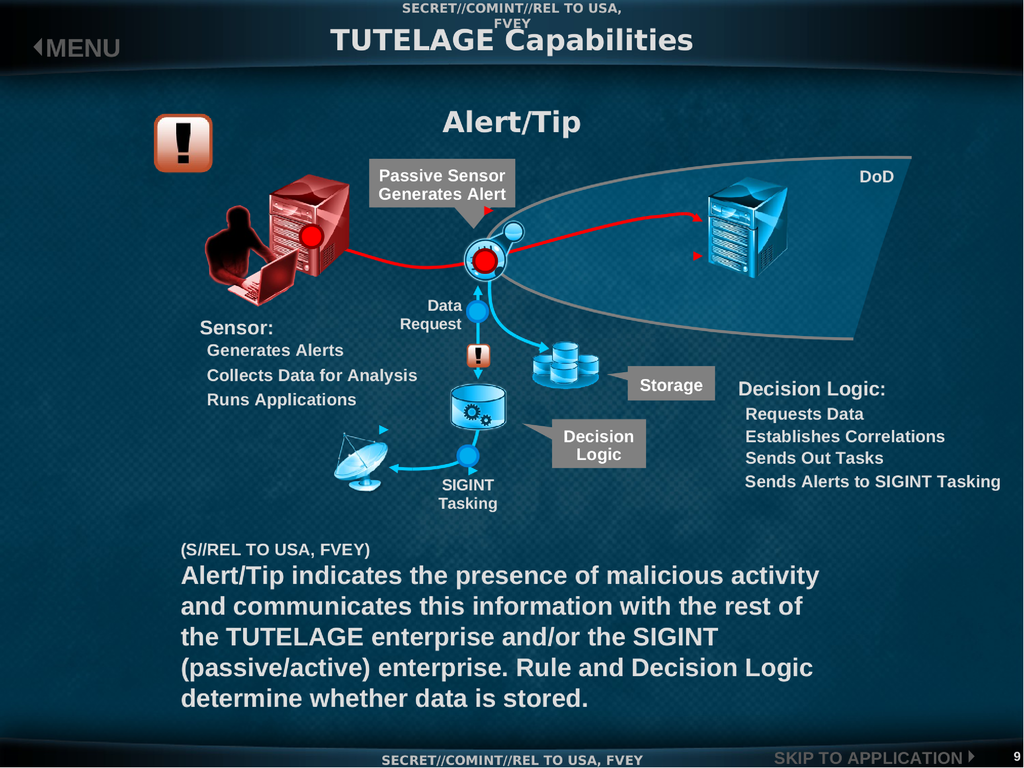 SECRET//COMINT//REL TO USA,
FVEY
TUTELAGE Capabilities
MENU
Alert/Tip
!
Passive Sensor
Generates Alert
DoD
Data
Request
Sensor:
Generates Alerts
Collects Data for Analysis
Runs Applications
!
Storage
Decision Logic:
Requests Data
Establishes Correlations
Sends Out Tasks
Sends Alerts to SIGINT Tasking
Decision
Logic
SIGINT
Tasking
(S//REL TO USA, FVEY)
Alert/Tip indicates the presence of malicious activity
and communicates this information with the rest of
the TUTELAGE enterprise and/or the SIGINT
(passive/active) enterprise. Rule and Decision Logic
determine whether data is stored.
SECRET//COMINT//REL TO USA, FVEY
SKIP TO APPLICATION
9